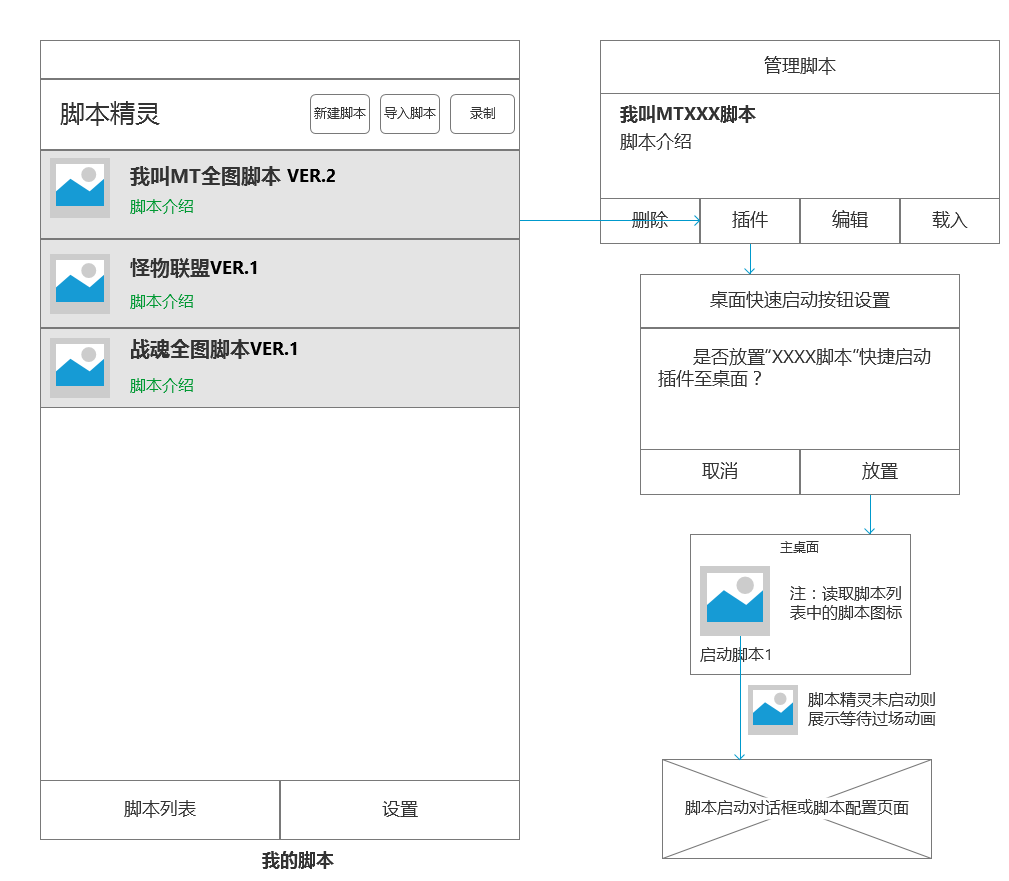 脚本精灵
新建脚本
导入脚本
录制
我叫MT全图脚本 VER.2
脚本介绍
怪物联盟VER.1
脚本介绍
战魂全图脚本VER.1
脚本介绍
脚本列表
设置
我的脚本
管理脚本
我叫MTXXX脚本
脚本介绍
删除
插件
编辑
载入
桌面快速启动按钮设置
是否放置“XXXX脚本”快捷启动
插件至桌面？
取消
放置
主桌面
注：读取脚本列
表中的脚本图标
启动脚本1
脚本精灵未启动则
展示等待过场动画
脚本启动对话框或脚本配置页面